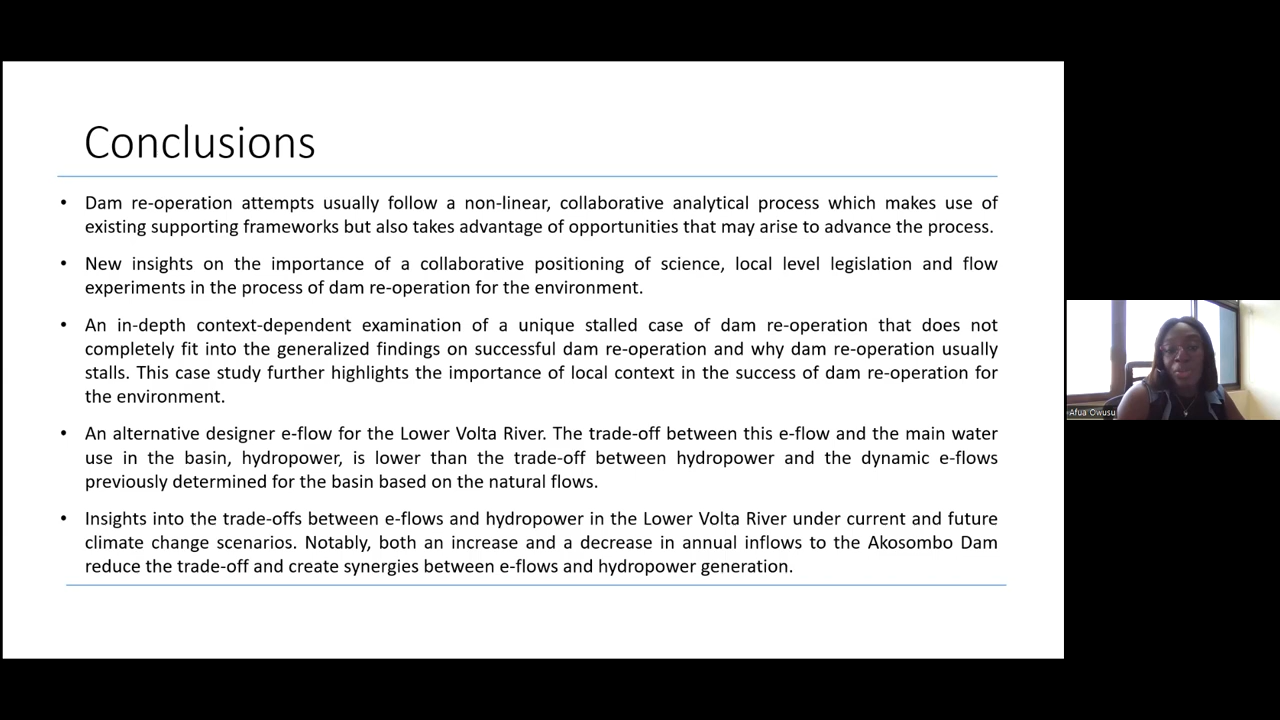 Conclusions
• Dam re-operation attempts usually follow a non-linear, collaborative analytical process which makes use of
existing supporting frameworks but also takes advantage of opportunities that may arise to advance the process.
• New insights on the importance of a collaborative positioning of science, local level legislation and flow
experiments in the process of dam re-operation for the environment.
• An in-depth context-dependent examination of a unique stalled case of dam re-operation that does not
completely fit into the generalized findings on successful dam re-operation and why dam re-operation usually
stalls. This case study further highlights the importance of local context in the success of dam re-operation for
the environment.
• An alternative designer e-flow for the Lower Volta River. The trade-off between this e-flow and the main water
use in the basin, hydropower, is lower than the trade-off between hydropower and the dynamic e-flows
previously determined for the basin based on the natural flows.
• Insights into the trade-offs between e-flows and hydropower in the Lower Volta River under current and future
climate change scenarios. Notably, both an increase and a decrease in annual inflows to the Akosombo Dam
reduce the trade-off and create synergies between e-flows and hydropower generation.
Afua Owusu